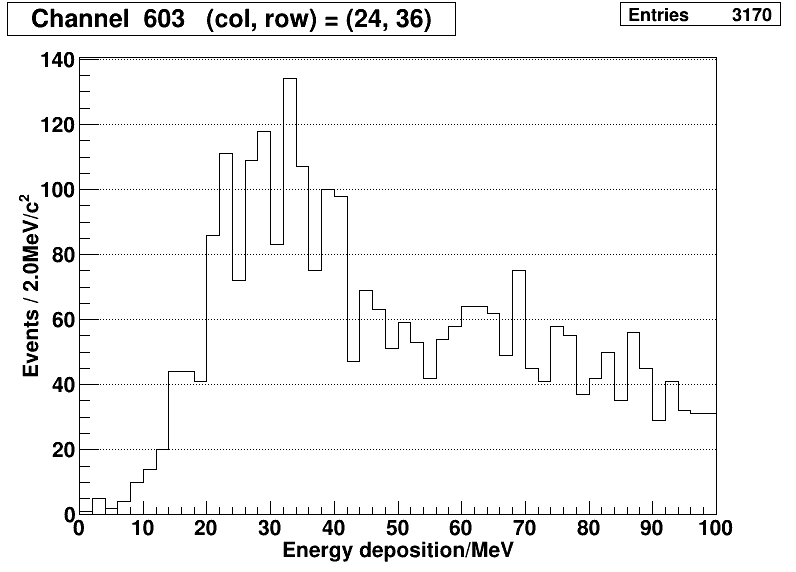 Channel  603   (col, row) = (24, 36)
Entries 3170
140
120
100
80
60
40
20
0
Events / 2.0MeV/c²
0 10 20 30 40 50 60 70 80 90 100
Energy deposition/MeV